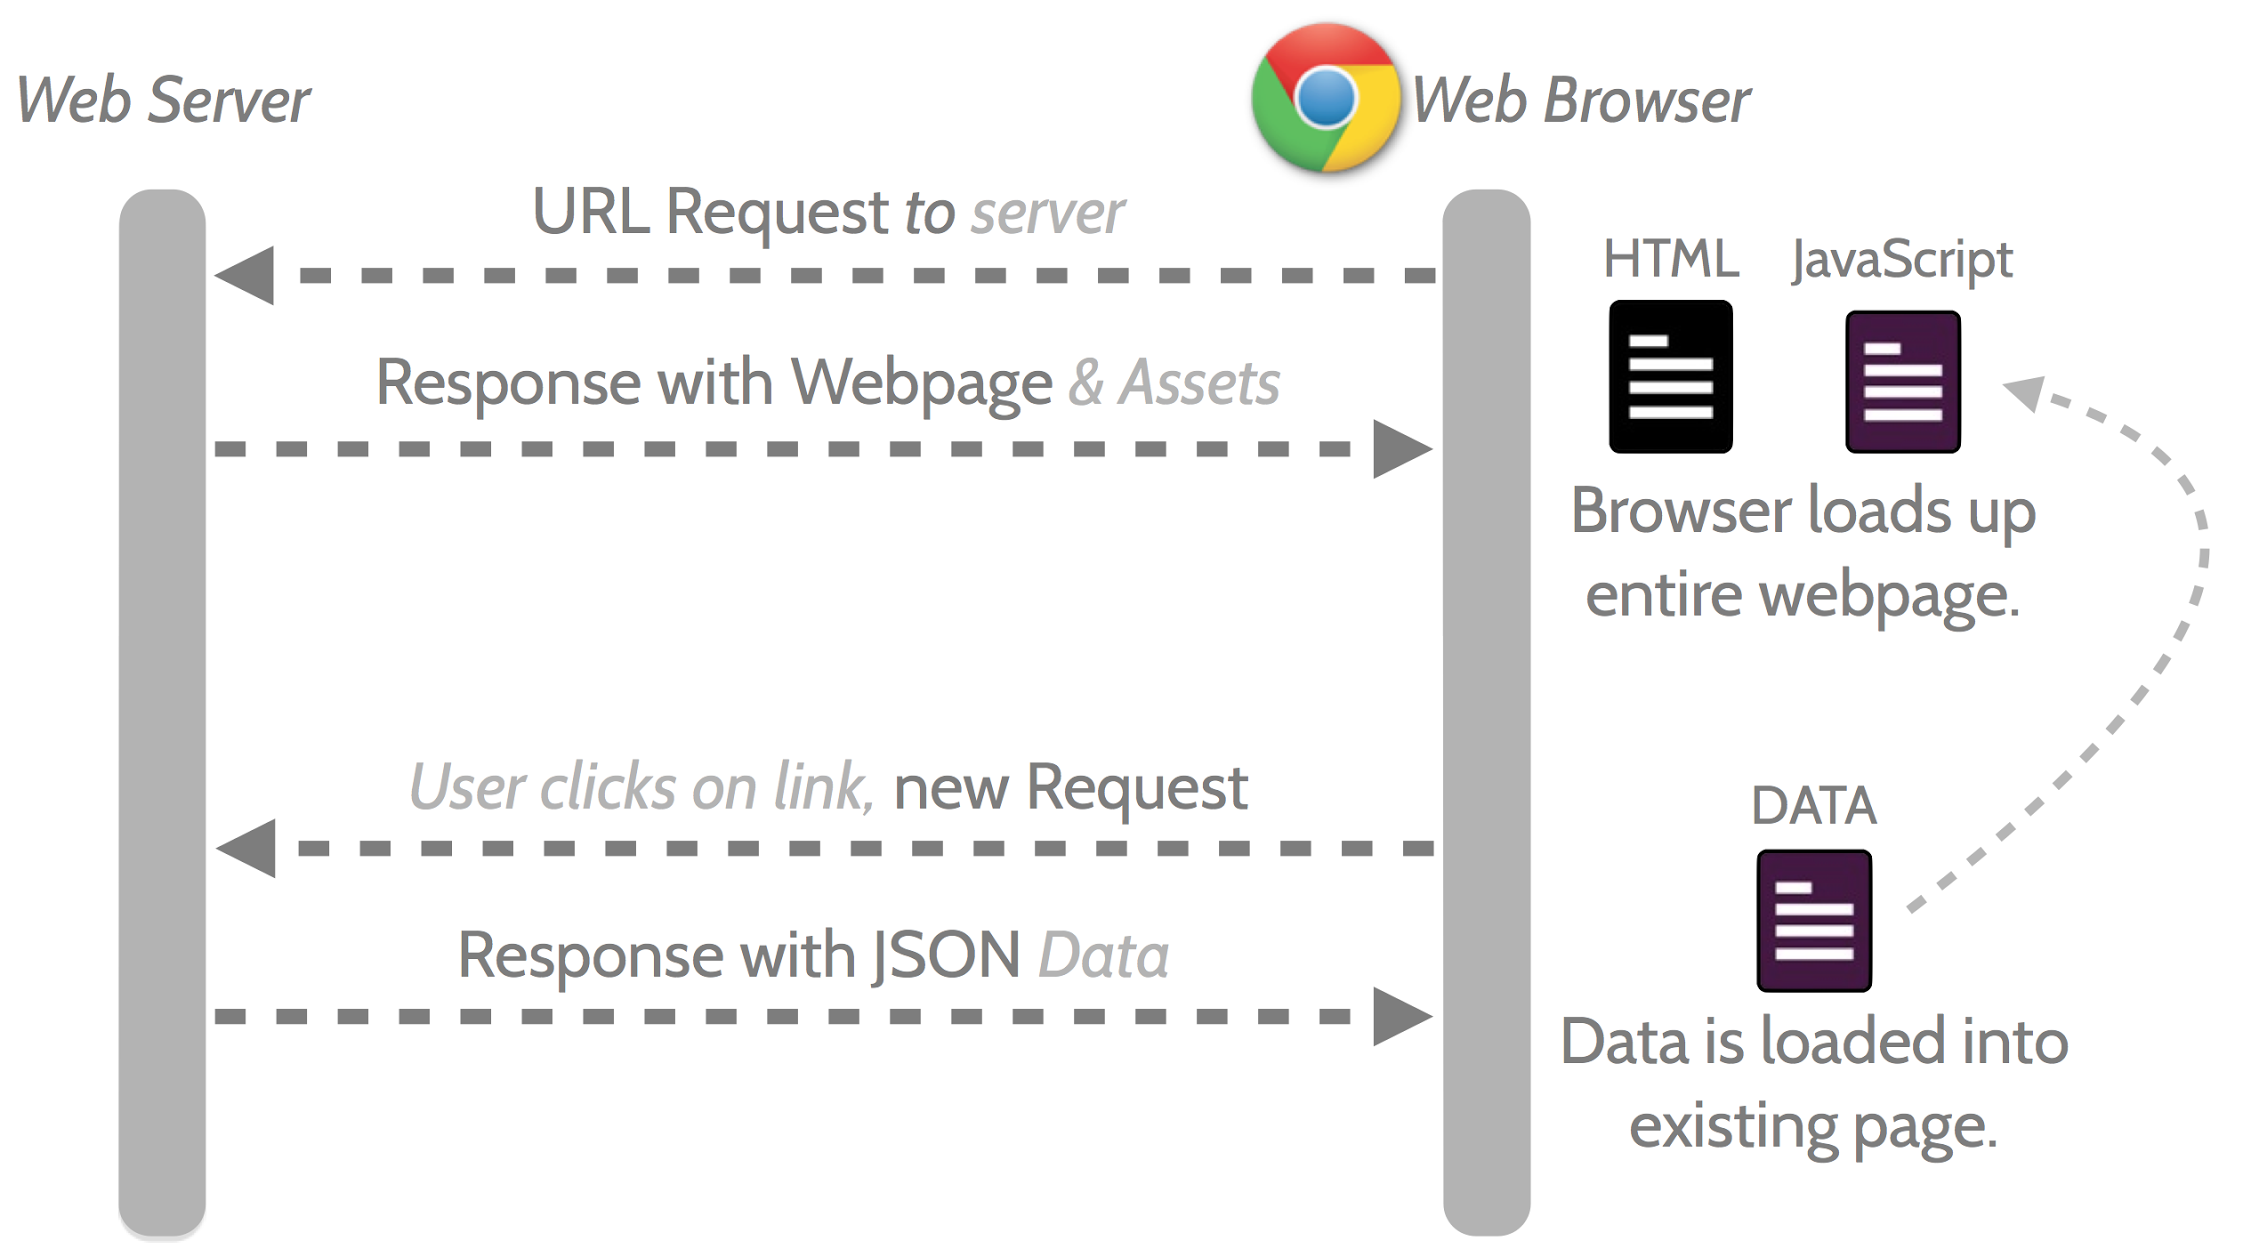 Web Server
Web Browser
URL Request to server
HTML
JavaScript
Response with Webpage & Assets
Browser loads up
entire webpage.
User clicks on link, new Request
DATA
Response with JSON Data
Data is loaded into
existing page.